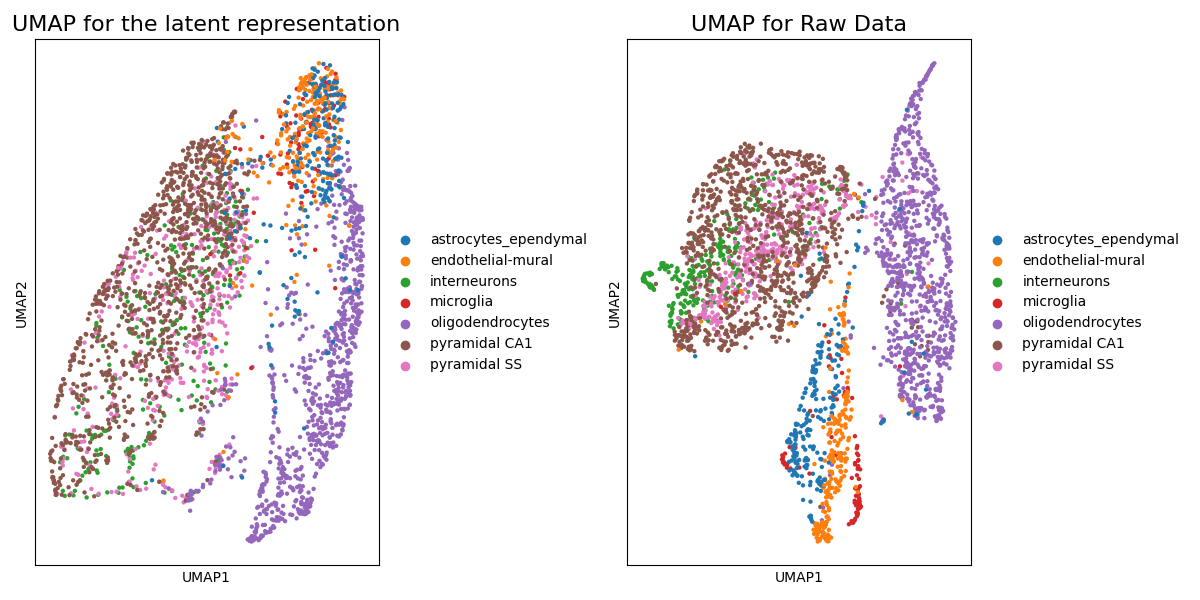 UMAP for the latent representation
UMAP2
UMAP1
astrocytes_ependymal
endothelial-mural
interneurons
microglia
oligodendrocytes
pyramidal CA1
pyramidal SS
UMAP for Raw Data
UMAP2
UMAP1
astrocytes_ependymal
endothelial-mural
interneurons
microglia
oligodendrocytes
pyramidal CA1
pyramidal SS